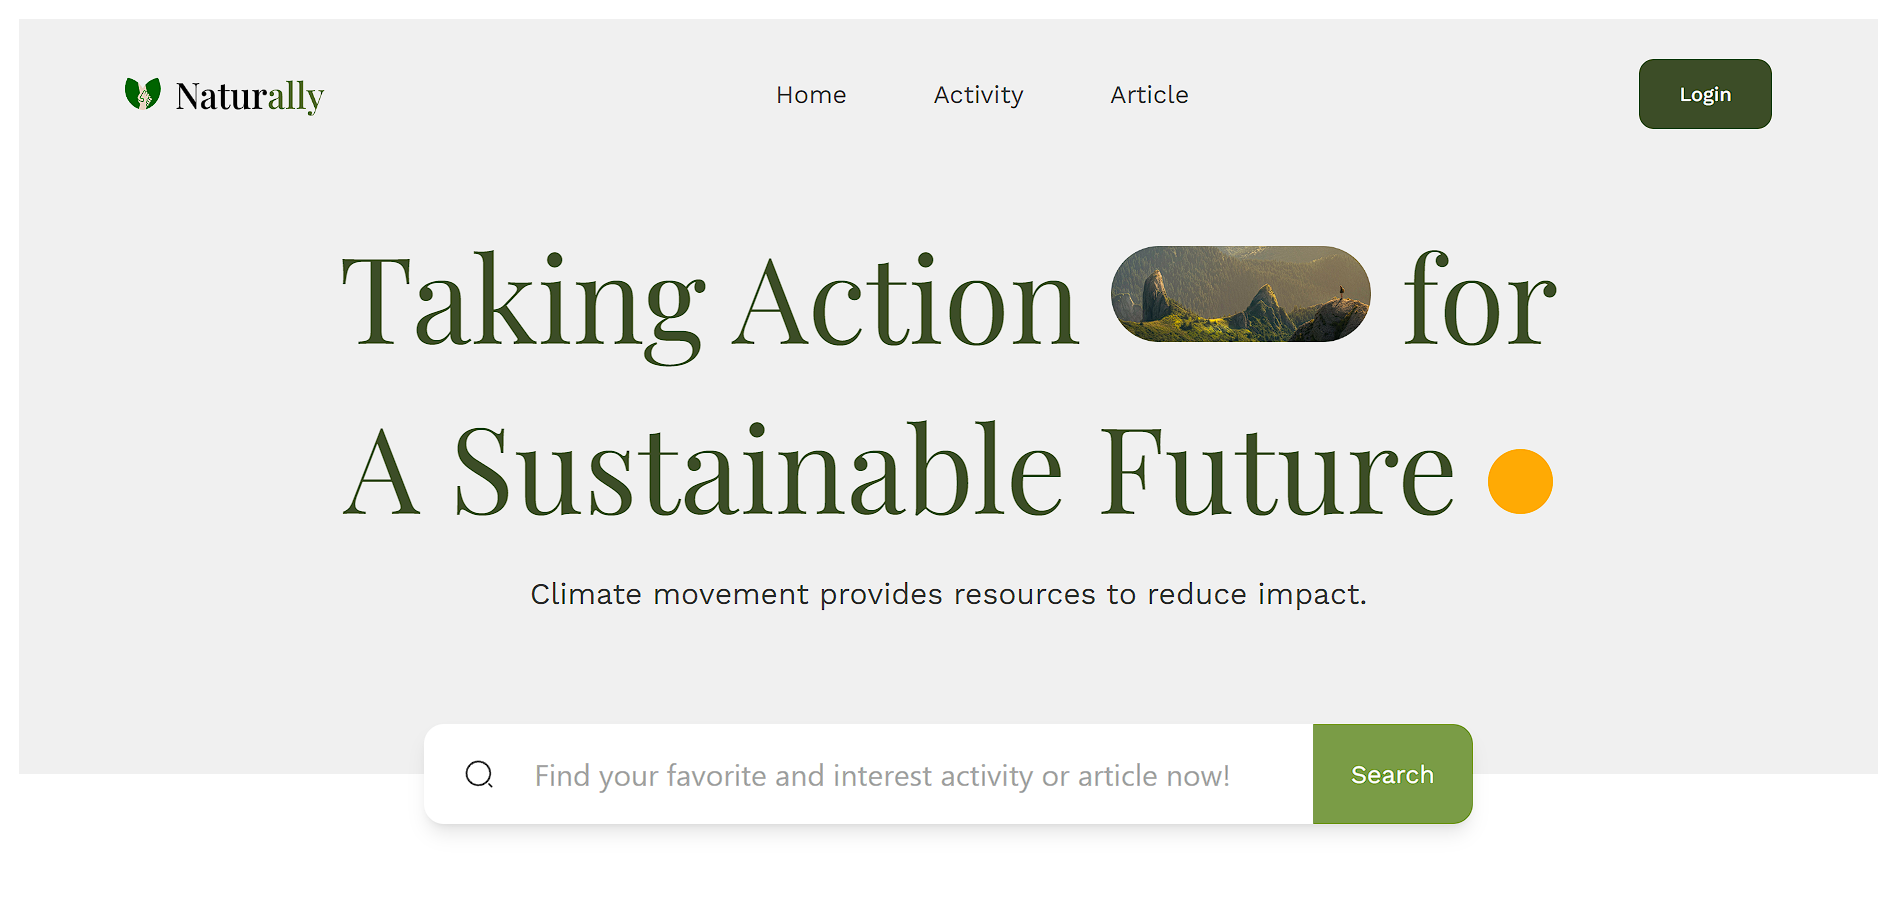 Naturally
Home Activity Article
Login
Taking Action for
A Sustainable Future
Climate movement provides resources to reduce impact.
Find your favorite and interest activity or article now!
Search